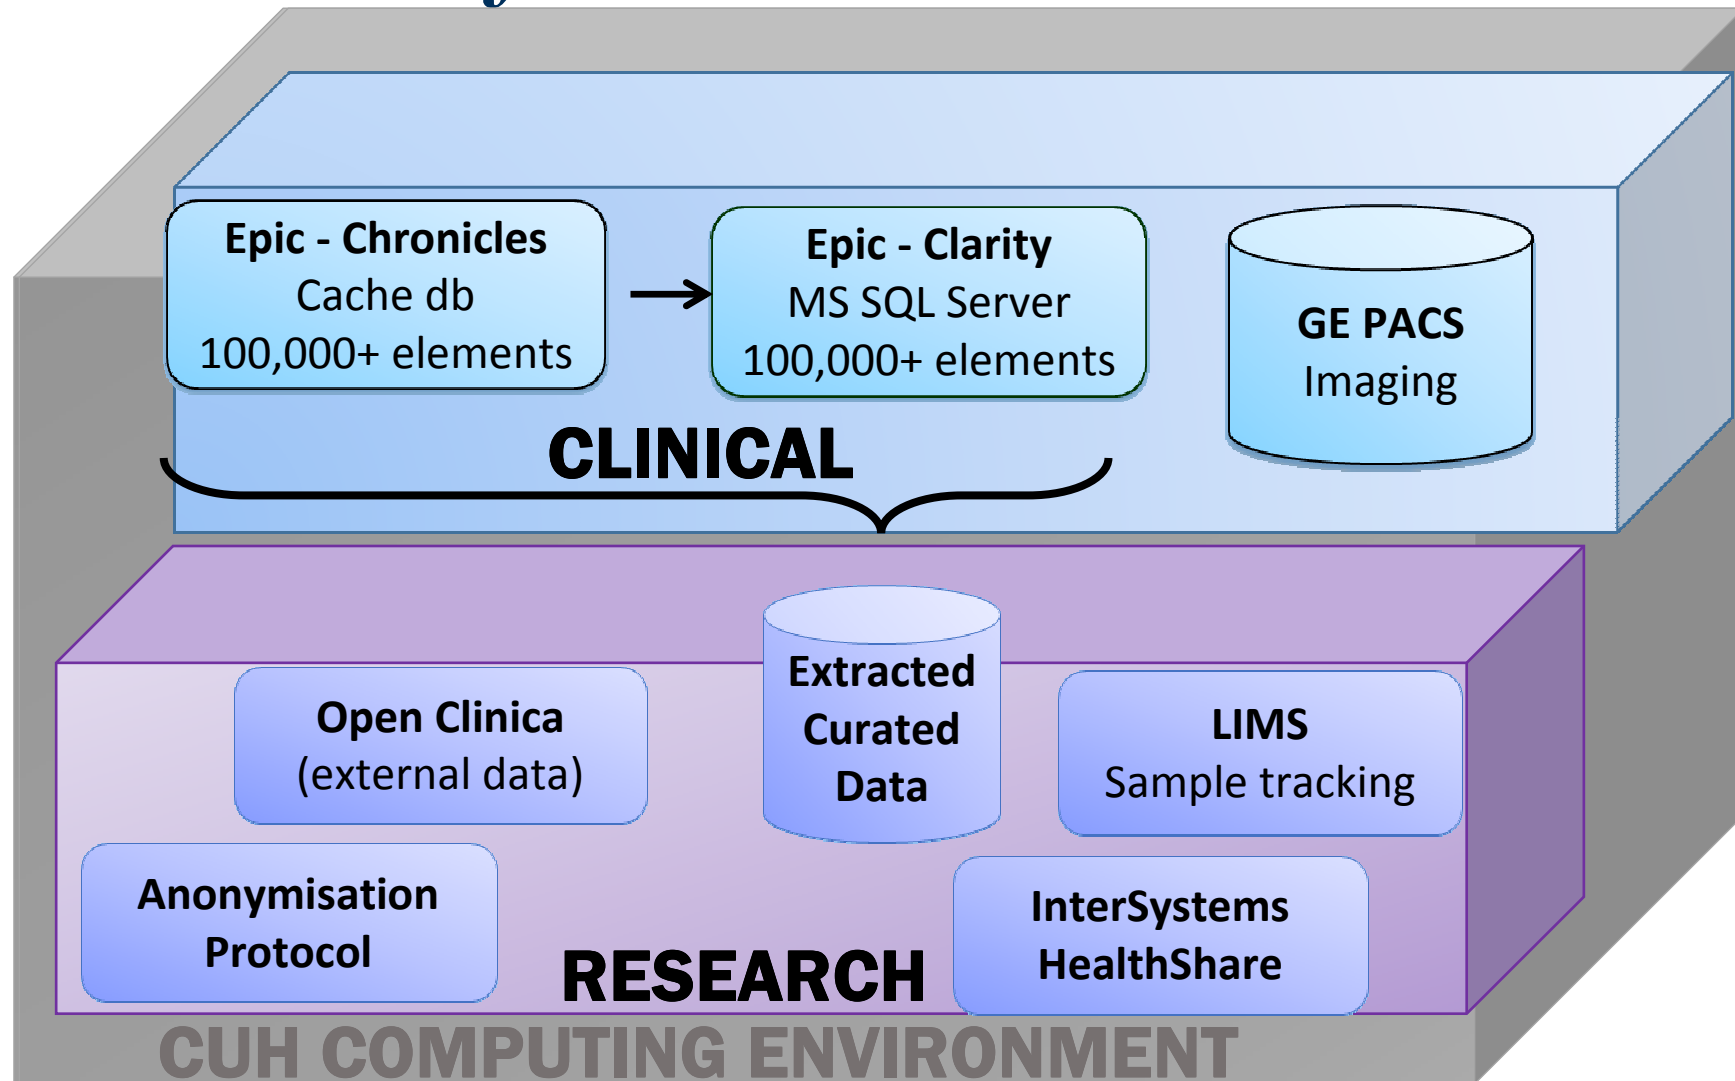 Epic - Chronicles
Cache db
100,000+ elements
Epic - Clarity
MS SQL Server
100,000+ elements
GE PACS
Imaging
CLINICAL
Extracted
Curated
Data
Open Clinica
(external data)
LIMS
Sample tracking
Anonymisation
Protocol
InterSystems
HealthShare
RESEARCH
CUH COMPUTING ENVIRONMENT